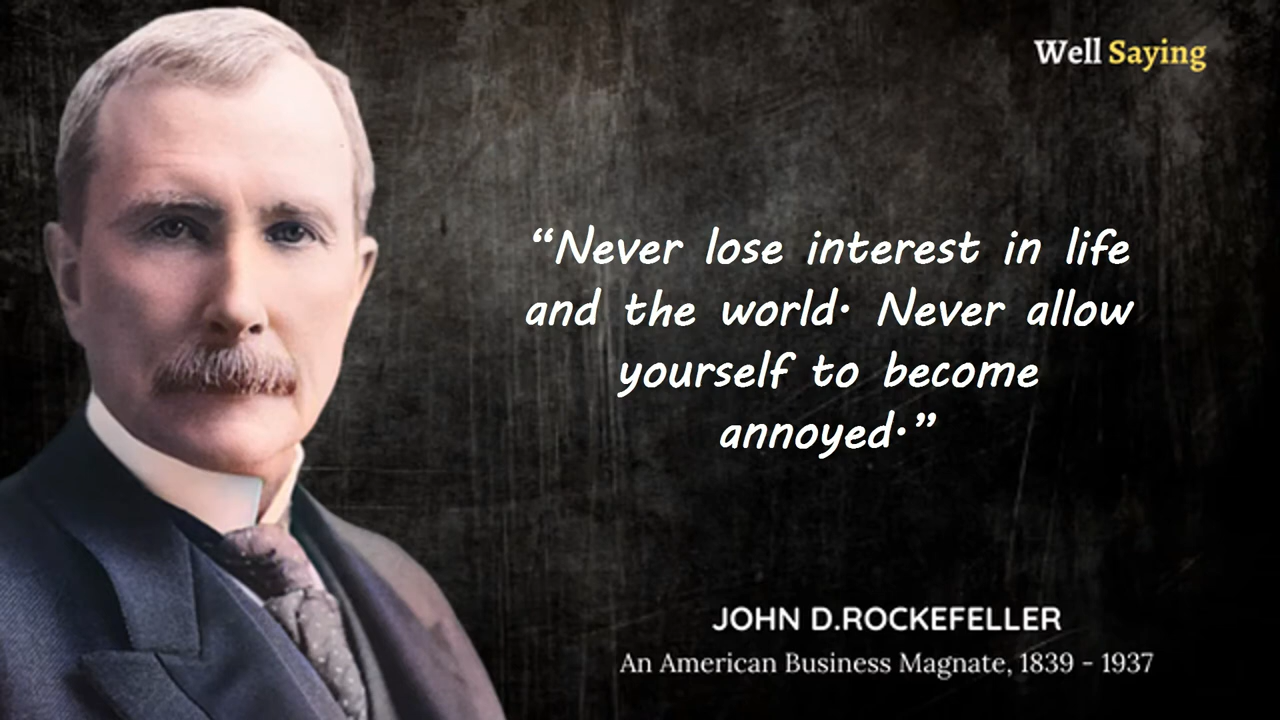 Well Saying
“Never lose interest in life
and the world. Never allow
yourself to become
annoyed.”
JOHN D.ROCKEFELLER
An American Business Magnate, 1839 - 1937